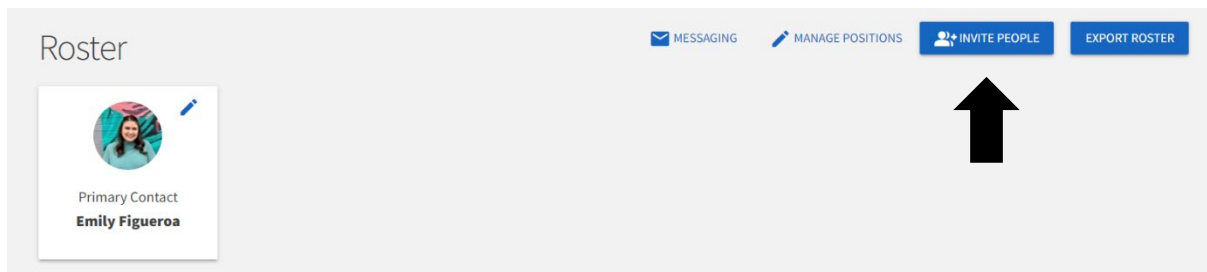 Roster
MESSAGING
MANAGE POSITIONS
INVITE PEOPLE
EXPORT ROSTER
Primary Contact
Emily Figueroa